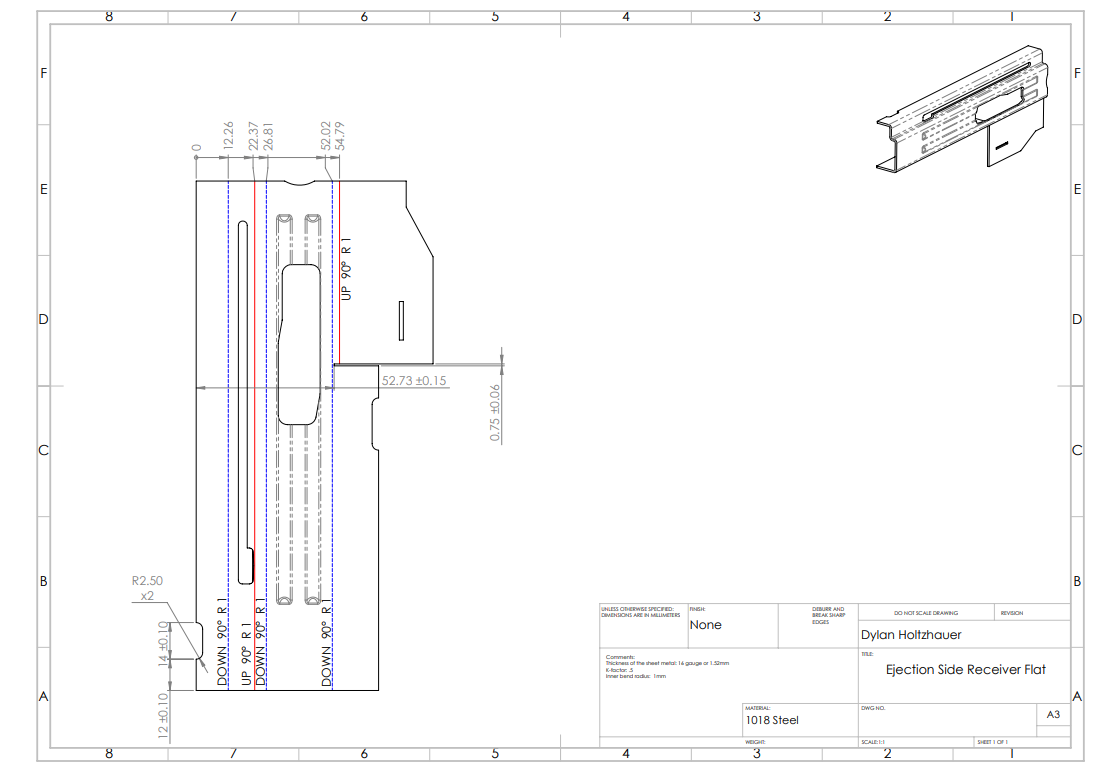 8 7 6 5 4 3 2 1
F F
0 12.26 22.37 26.81 52.02 54.79
E E
UP 90° R 1
D D
52.73 ±0.15
0.75 ±0.06
C C
R2.50
x2
B B
14 ±0.10
12 ±0.10
DOWN 90° R 1
UP 90° R 1
DOWN 90° R 1
DOWN 90° R 1
UNLESS OTHERWISE SPECIFIED:
DIMENSIONS ARE IN MILLIMETERS
FINISH:
None
DEBURR AND
BREAK SHARP
EDGES
DO NOT SCALE DRAWING
REVISION
Dylan Holtzhauer
Comments:
Thickness of the sheet metal: 16 gauge or 1.52mm
K-factor: .5
Inner bend radius: 1mm
TITLE:
Ejection Side Receiver Flat
A A
MATERIAL:
1018 Steel
DWG NO.
A3
WEIGHT:
SCALE:1:1
SHEET 1 OF 1
8 7 6 5 4 3 2 1